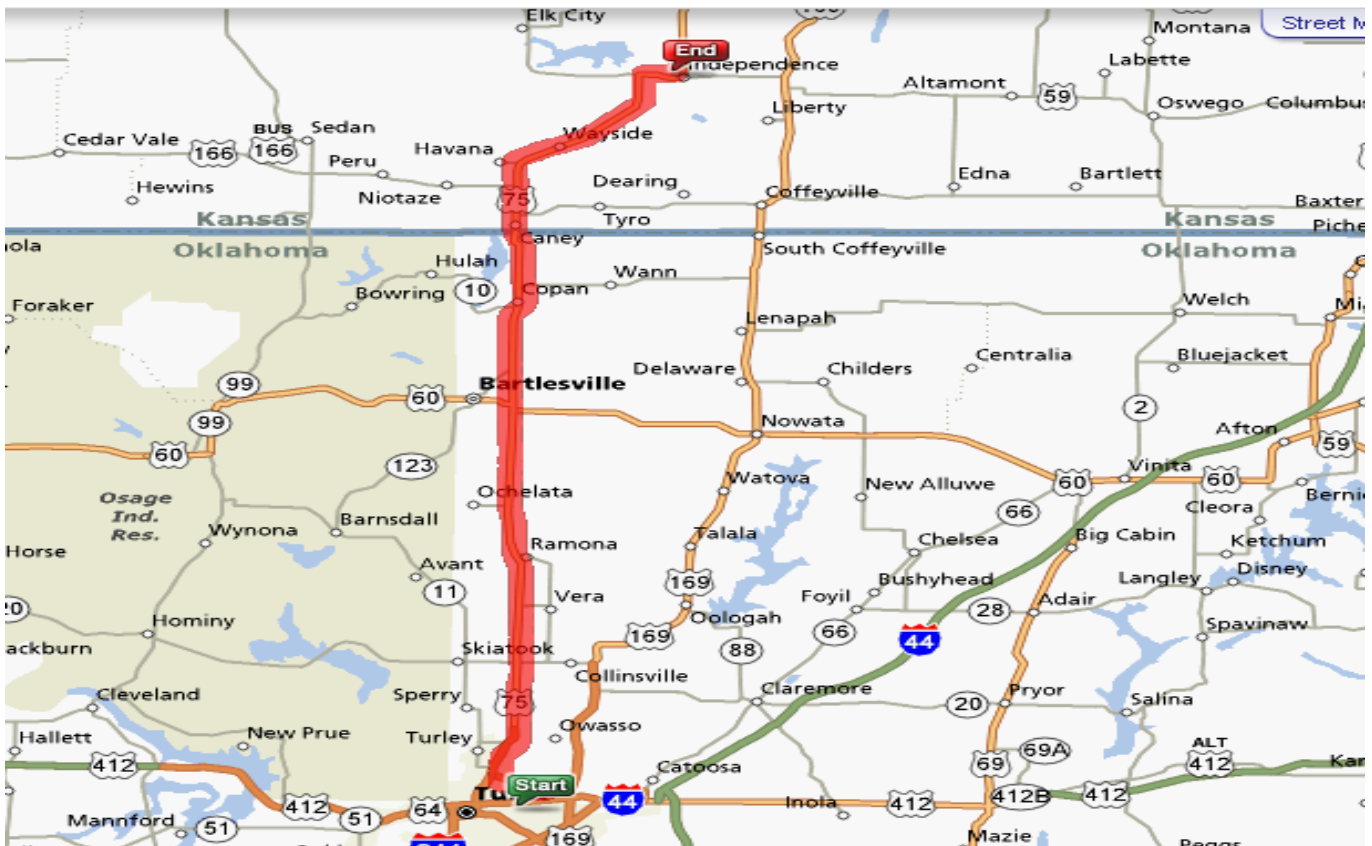 Elk City
Montana
Street M
End
Independence
Labette
Altamont
59
Liberty
Oswego
Columbus
BUS
Sedan
Wayside
Cedar Vale
166
166
Havana
Peru
Hewins
Niotaze
75
Dearing
Edna
Bartlett
Coffeyville
Tyro
Baxter
Kansas
Kansas
Caney
Piche
Oklahoma
South Coffeyville
Oklahoma
Hulah
Wann
10
Bowring
Copan
Foraker
Welch
Lenapah
Centralia
Bluejacket
Delaware
Childers
99
Bartlesville
60
2
99
Nowata
Afton
60
59
123
Vinita
60
60
Watova
Ochelata
New Alluwe
Bernic
Osage
Ind.
Res.
66
Cleora
Barnsdall
Wynona
Talala
Chelsea
Big Cabin
Ketchum
Horse
Ramona
Avant
169
Bushyhead
Langley
Disney
11
Vera
Foyil
28
Adair
20
Oologah
Hominy
169
66
44
Spavinaw
ackburn
88
Skiatook
Collinsville
Cleveland
Sperry
Claremore
20
Pryor
Salina
75
Owasso
New Prue
Hallett
Turley
69A
ALT
412
412
Catoosa
69
Start
412
64
44
Inola
412
412B
412
Mannford
51
51
169
Mazie